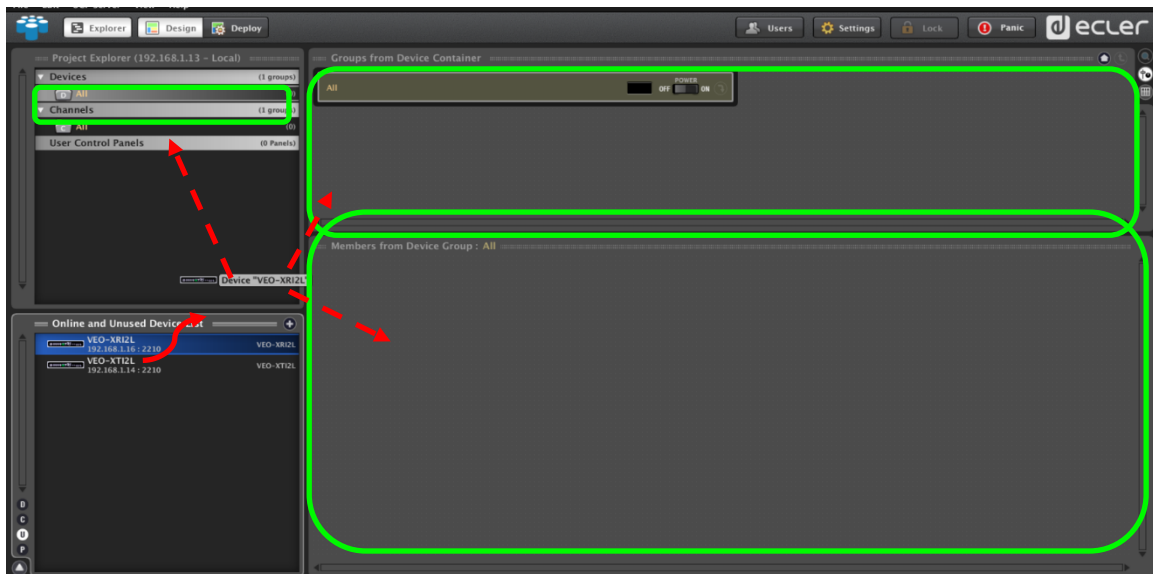 Explorer Design Deploy Users Settings Lock Panic ecler
Project Explorer (192.168.1.13 - Local)
Devices (1 groups)
D All
Channels (1 groups)
C All (0)
User Control Panels (0 Panels)
Device "VEO-XRI2L"
Online and Unused Device List
VEO-XRI2L VEO-XRI2L
192.168.1.16 : 2210
VEO-XTI2L VEO-XTI2L
192.168.1.14 : 2210
D
C
U
P
Groups from Device Container
All OFF POWER ON
Members from Device Group : All